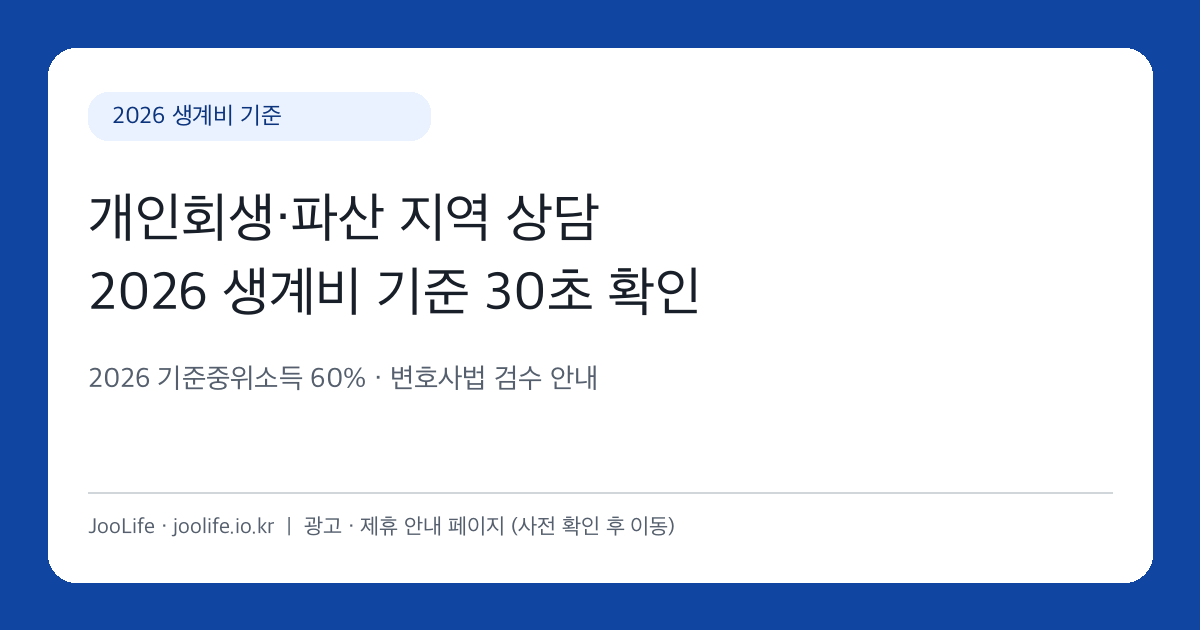 2026 생계비 기준
개인회생·파산 지역 상담
2026 생계비 기준 30초 확인
2026 기준중위소득 60% · 변호사법 검수 안내
JooLife · joolife.io.kr | 광고 · 제휴 안내 페이지 (사전 확인 후 이동)